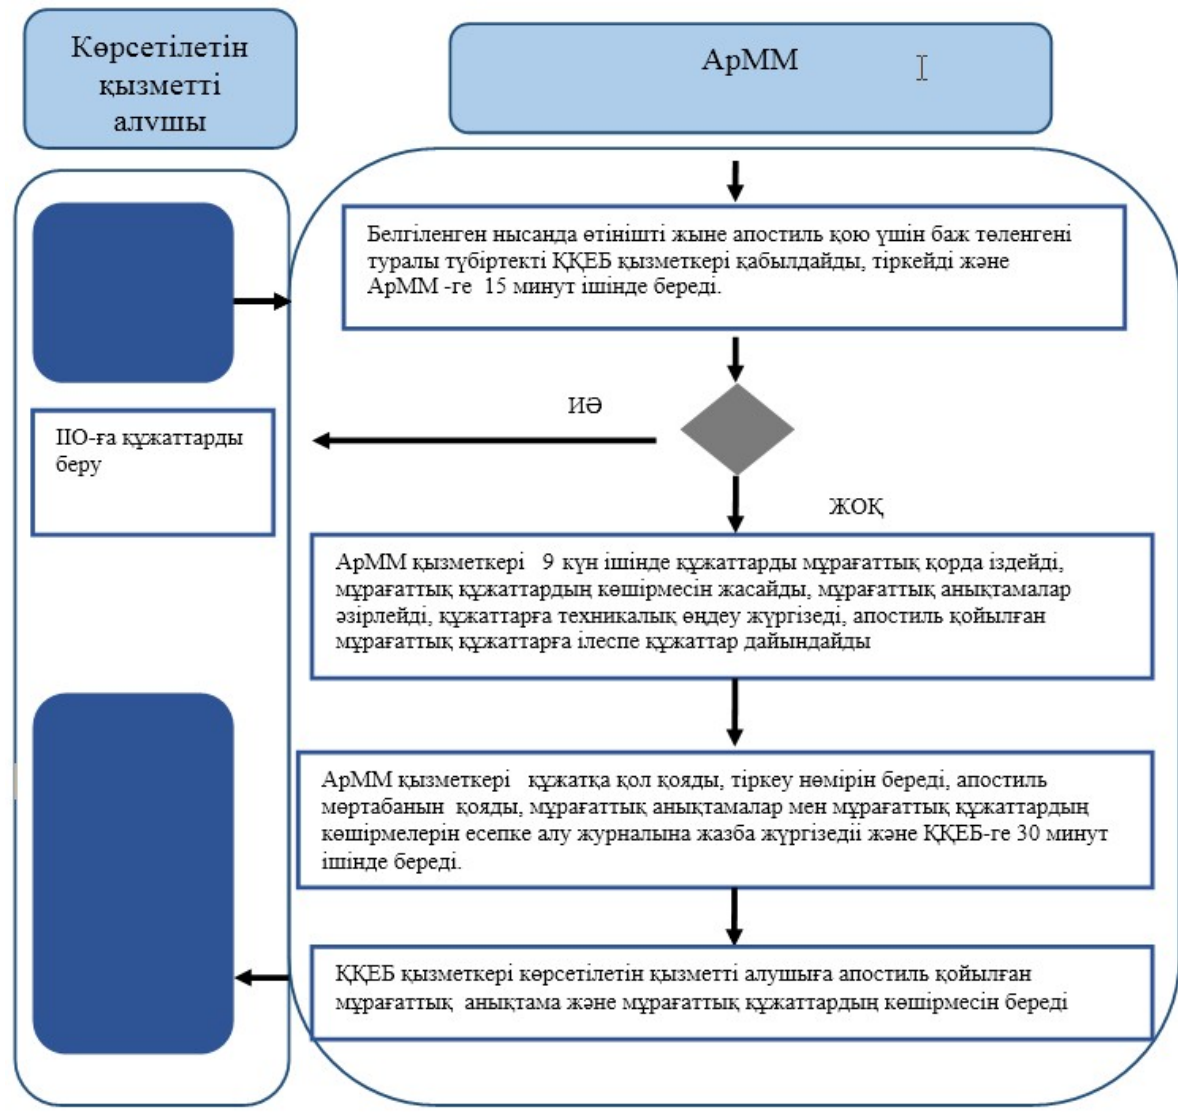 Көрсетілетін
қызметті
алушы
АрММ
Белгіленген нысанда өтінішті жыне апостиль қою үшін баж төленгені
туралы түбіртекті ҚҚЕБ қызметкері қабылдайды, тіркейді және
АрММ -ге 15 минут ішінде береді.
ИӘ
ІІО-ға құжаттарды
беру
ЖОҚ
АрММ қызметкері 9 күн ішінде құжаттарды мұрағаттық қорда іздейді,
мұрағаттық құжаттардың көшірмесін жасайды, мұрағаттық анықтамалар
әзірлейді, құжаттарға техникалық өңдеу жүргізеді, апостиль қойылған
мұрағаттық құжаттарға ілеспе құжаттар дайындайды
АрММ қызметкері құжатқа қол қояды, тіркеу нөмірін береді, апостиль
мөртабанын қояды, мұрағаттық анықтамалар мен мұрағаттық құжаттардың
көшірмелерін есепке алу журналына жазба жүргізедіі және ҚҚЕБ-ге 30 минут
ішінде береді.
ҚҚЕБ қызметкері көрсетілетін қызметті алушыға апостиль қойылған
мұрағаттық анықтама және мұрағаттық құжаттардың көшірмесін береді